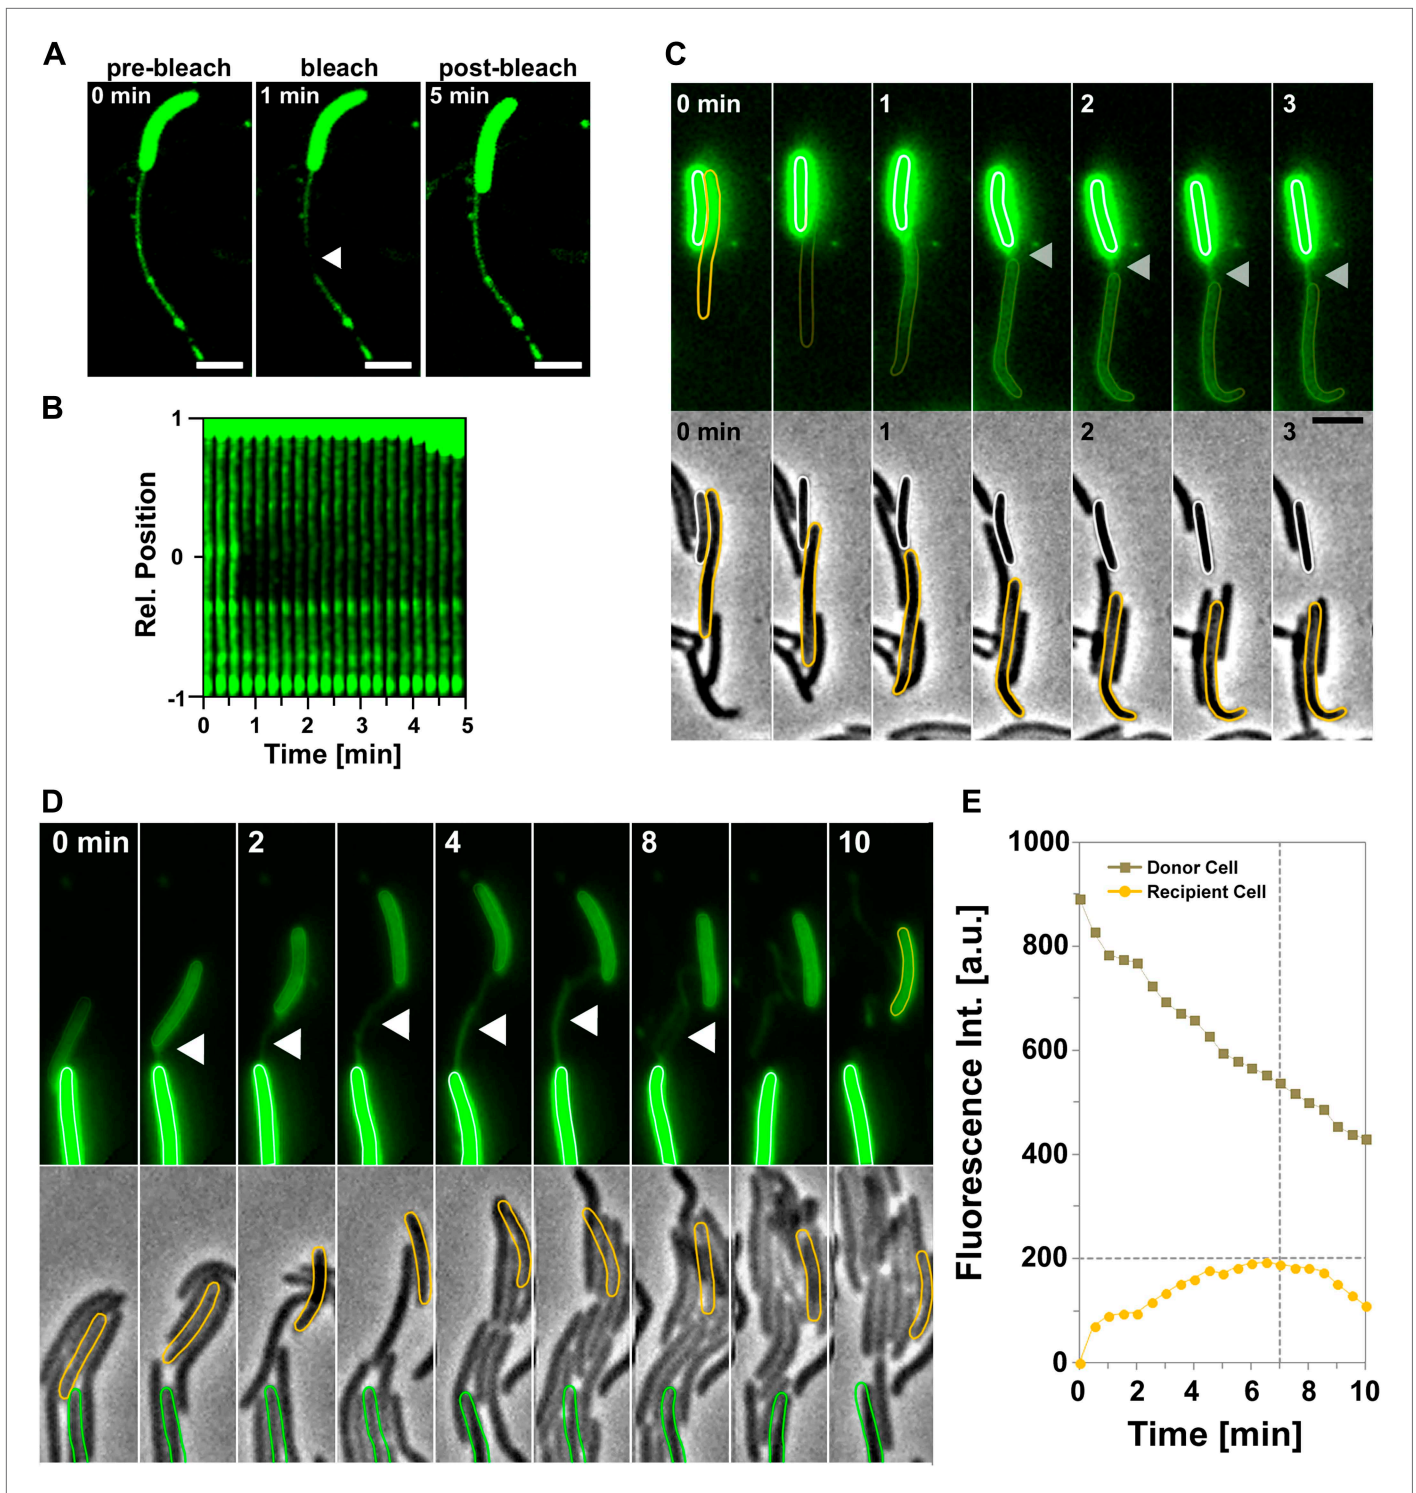 A
pre-bleach bleach post-bleach
0 min 1 min 5 min
B
1
0
-1
Rel. Position
0 1 2 3 4 5
Time [min]
C
0 min 1 2 3
0 min 1 2 3
D
0 min 2 4 8 10
E
1000
800
600
400
200
0
Fluorescence Int. [a.u.]
Donor Cell
Recipient Cell
0 2 4 6 8 10
Time [min]